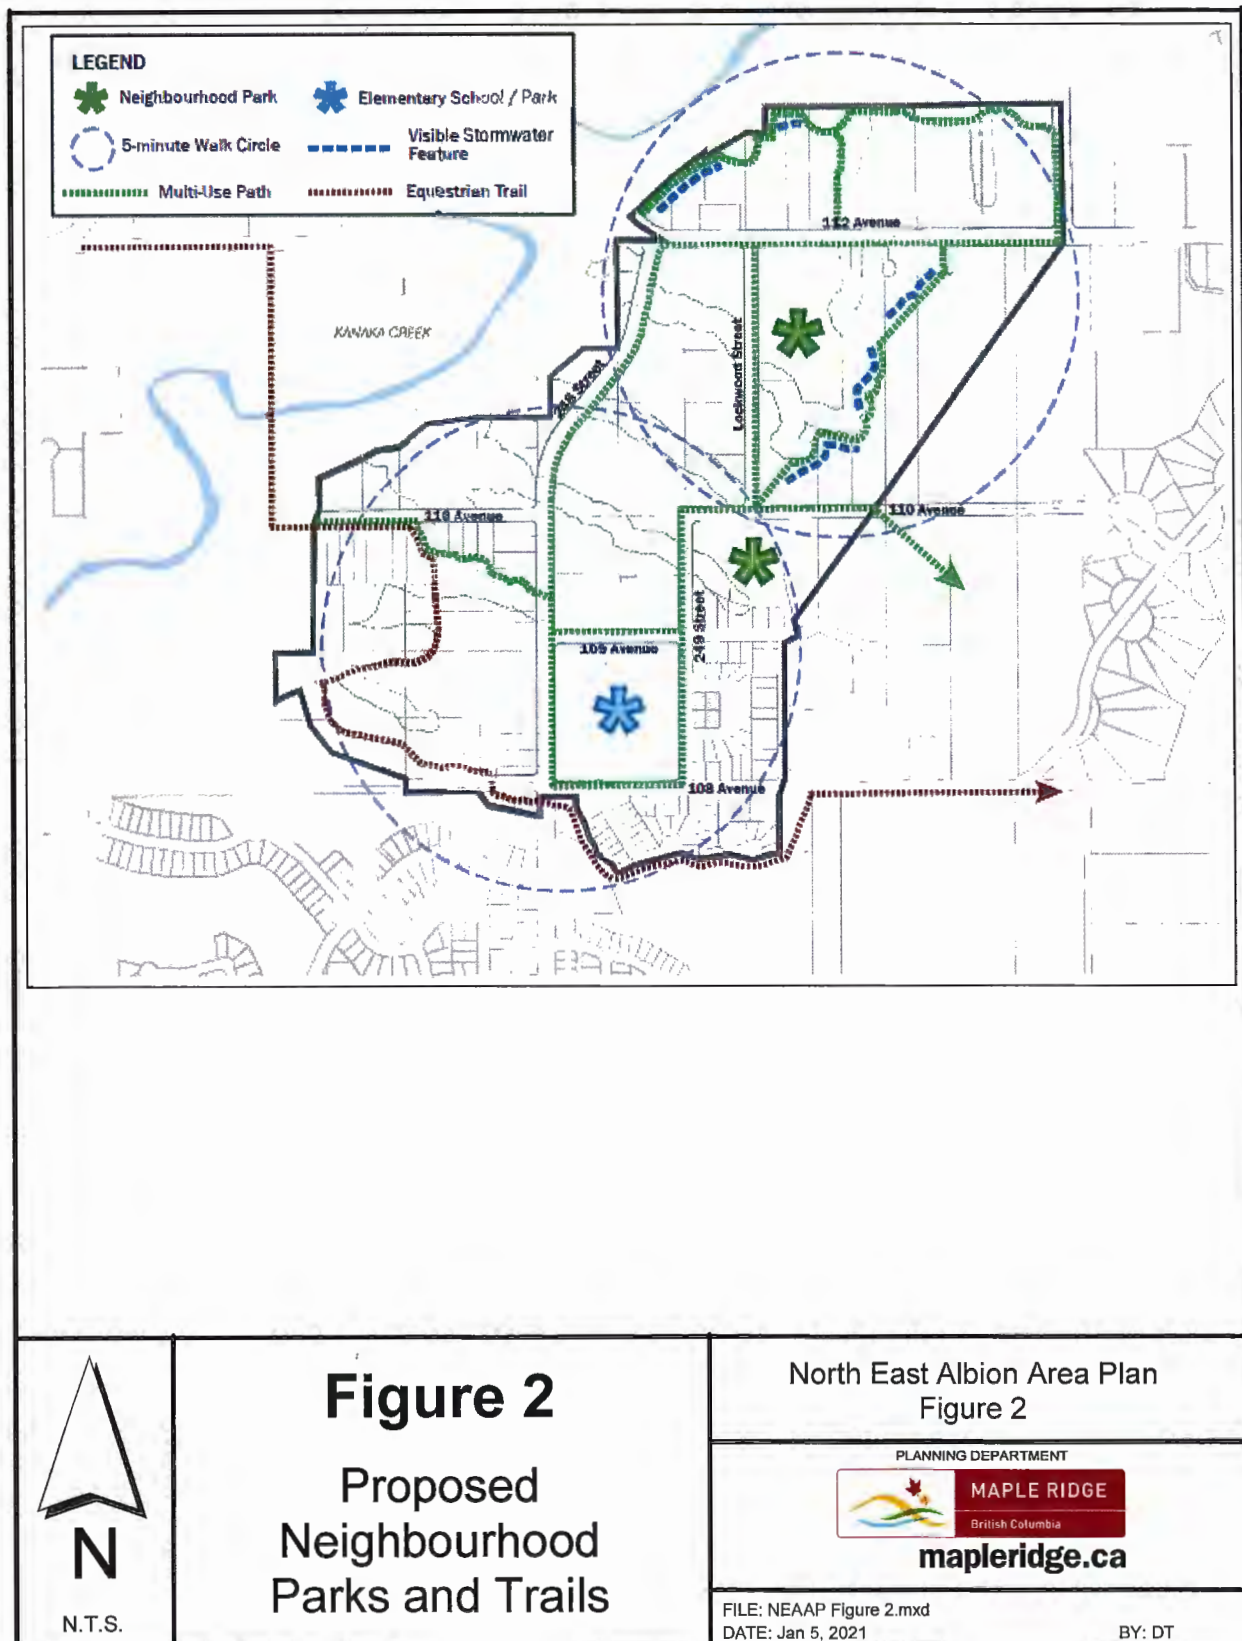 LEGEND
Neighbourhood Park
Elementary School / Park
5-minute Walk Circle
Visible Stormwater
Feature
Multi-Use Path
Equestrian Trail
112 Avenue
KANAKA CREEK
Lockwood Street
248 Street
110 Avenue
110 Avenue
249 Street
109 Avenue
108 Avenue
N
N.T.S.
Figure 2
Proposed
Neighbourhood
Parks and Trails
North East Albion Area Plan
Figure 2
PLANNING DEPARTMENT
MAPLE RIDGE
British Columbia
mapleridge.ca
FILE: NEAAP Figure 2.mxd
DATE: Jan 5, 2021
BY: DT